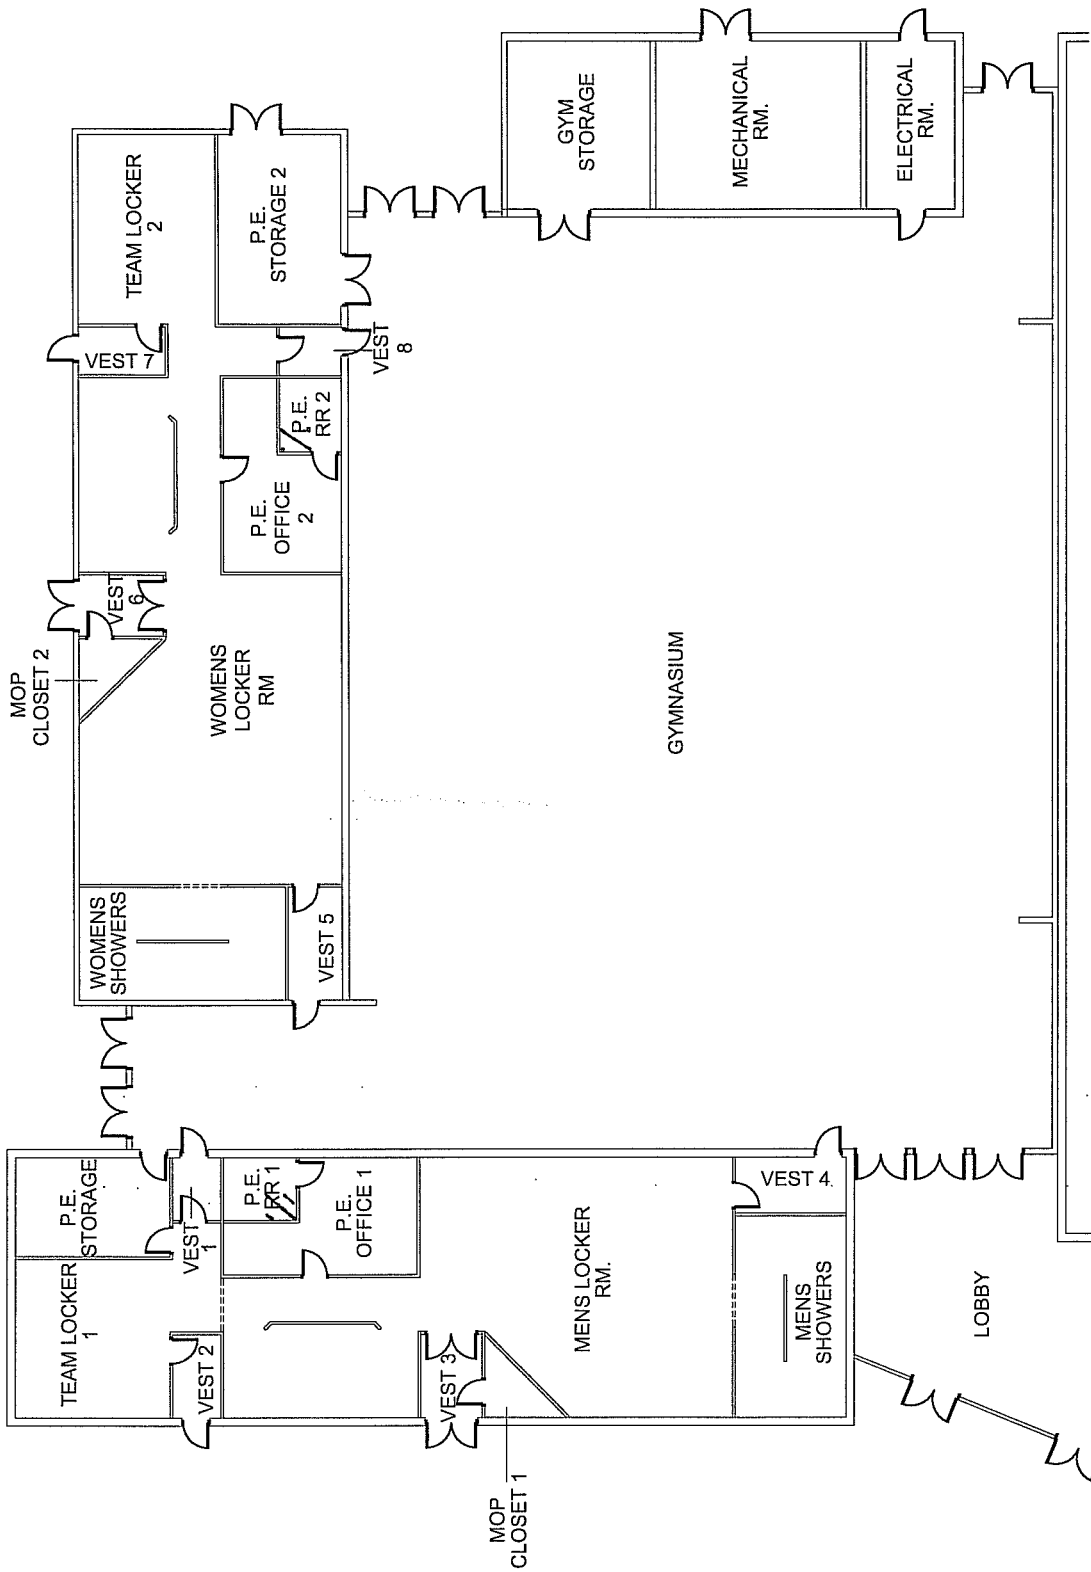 TEAM LOCKER
2
P.E.
STORAGE 2
VEST 7
VEST
8
P.E.
RR 2
P.E.
OFFICE
2
VEST
6
MOP
CLOSET 2
WOMENS
LOCKER
RM
WOMENS
SHOWERS
VEST 5
GYM
STORAGE
MECHANICAL
RM.
ELECTRICAL
RM.
GYMNASIUM
P.E.
STORAGE
TEAM LOCKER
1
VEST
1
VEST 2
P.E.
RR 1
P.E.
OFFICE 1
VEST 3
MOP
CLOSET 1
MENS LOCKER
RM.
VEST 4
MENS
SHOWERS
LOBBY